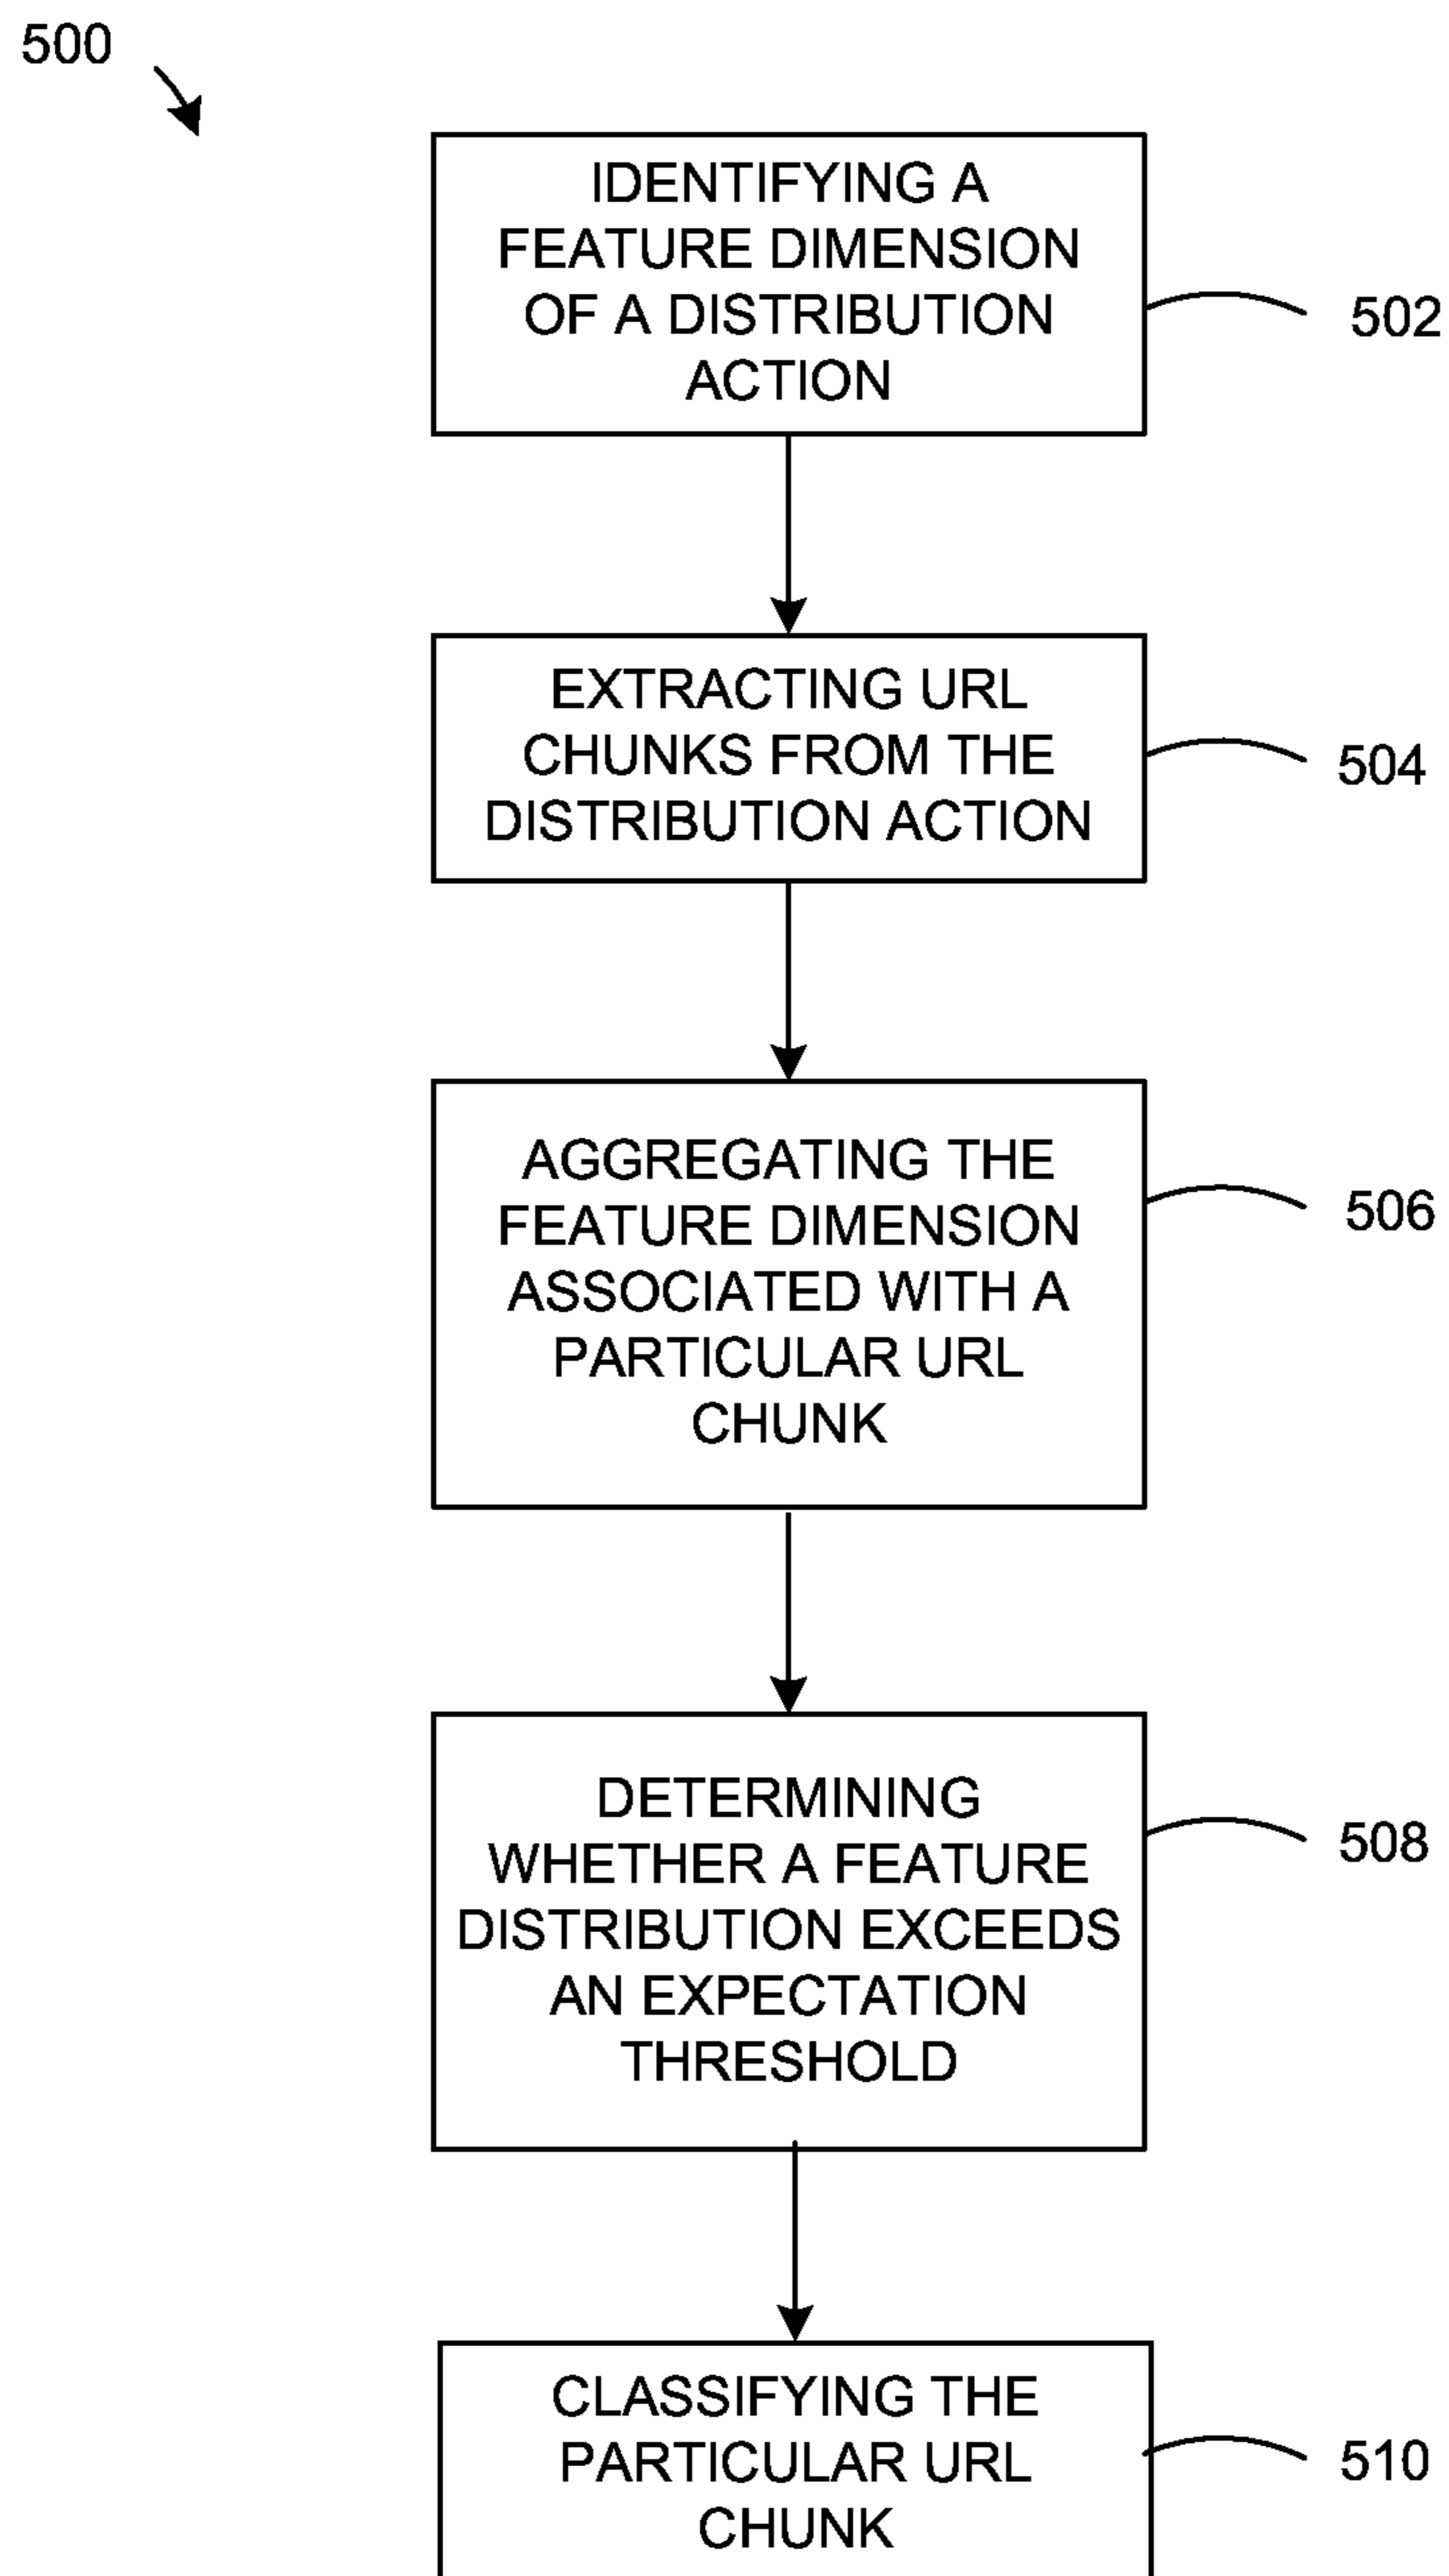 500
IDENTIFYING A
FEATURE DIMENSION
OF A DISTRIBUTION
ACTION
502
EXTRACTING URL
CHUNKS FROM THE
DISTRIBUTION ACTION
504
AGGREGATING THE
FEATURE DIMENSION
ASSOCIATED WITH A
PARTICULAR URL
CHUNK
506
DETERMINING
WHETHER A FEATURE
DISTRIBUTION EXCEEDS
AN EXPECTATION
THRESHOLD
508
CLASSIFYING THE
PARTICULAR URL
CHUNK
510